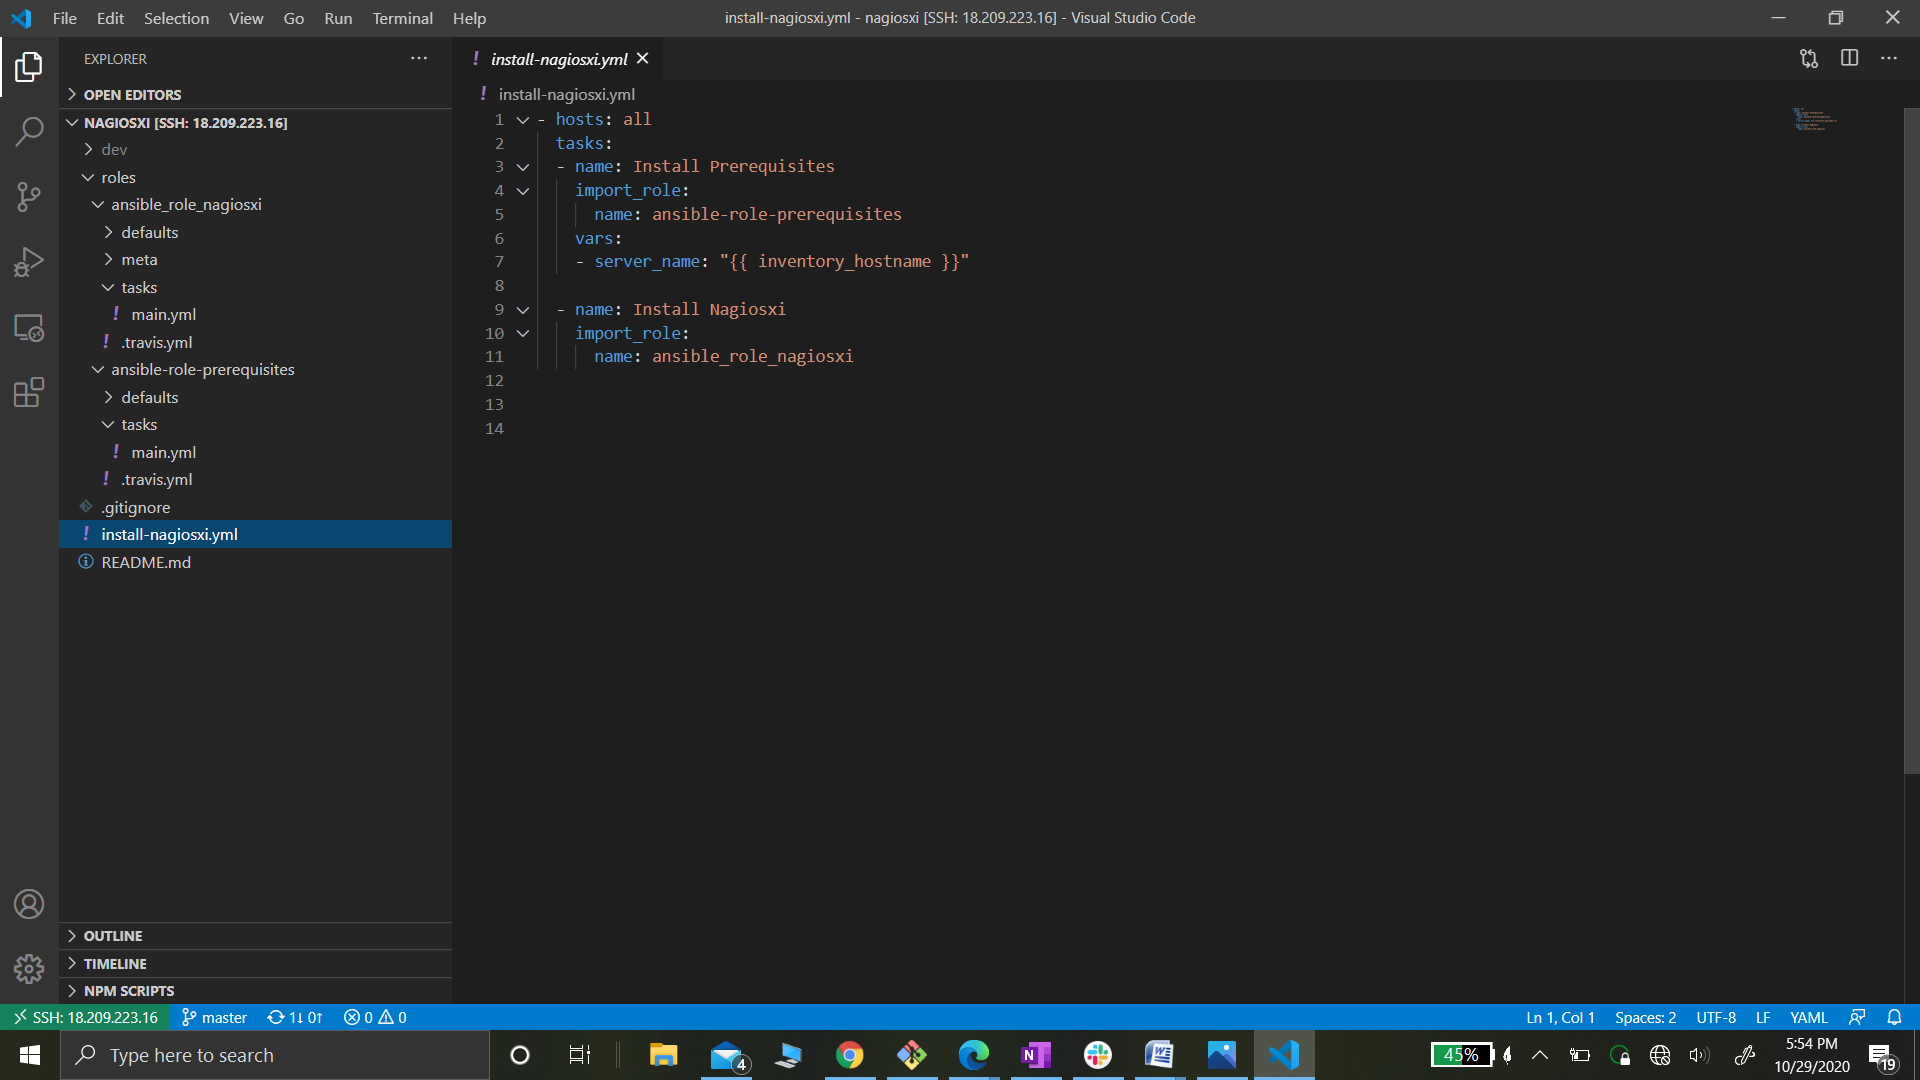 File Edit Selection View Go Run Terminal Help
install-nagiosxi.yml - nagiosxi [SSH: 18.209.223.16] - Visual Studio Code
EXPLORER
OPEN EDITORS
NAGIOSXI [SSH: 18.209.223.16]
dev
roles
ansible_role_nagiosxi
defaults
meta
tasks
main.yml
.travis.yml
ansible-role-prerequisites
defaults
tasks
main.yml
.travis.yml
.gitignore
install-nagiosxi.yml
README.md
OUTLINE
TIMELINE
NPM SCRIPTS
install-nagiosxi.yml
install-nagiosxi.yml
1 - hosts: all
2 tasks:
3 - name: Install Prerequisites
4 import_role:
5 name: ansible-role-prerequisites
6 vars:
7 - server_name: "{{ inventory_hostname }}"
8
9 - name: Install Nagiosxi
10 import_role:
11 name: ansible_role_nagiosxi
12
13
14
SSH: 18.209.223.16 master 1↓ 0↑ 0 0
Ln 1, Col 1 Spaces: 2 UTF-8 LF YAML
Type here to search
4
45%
5:54 PM
10/29/2020
19